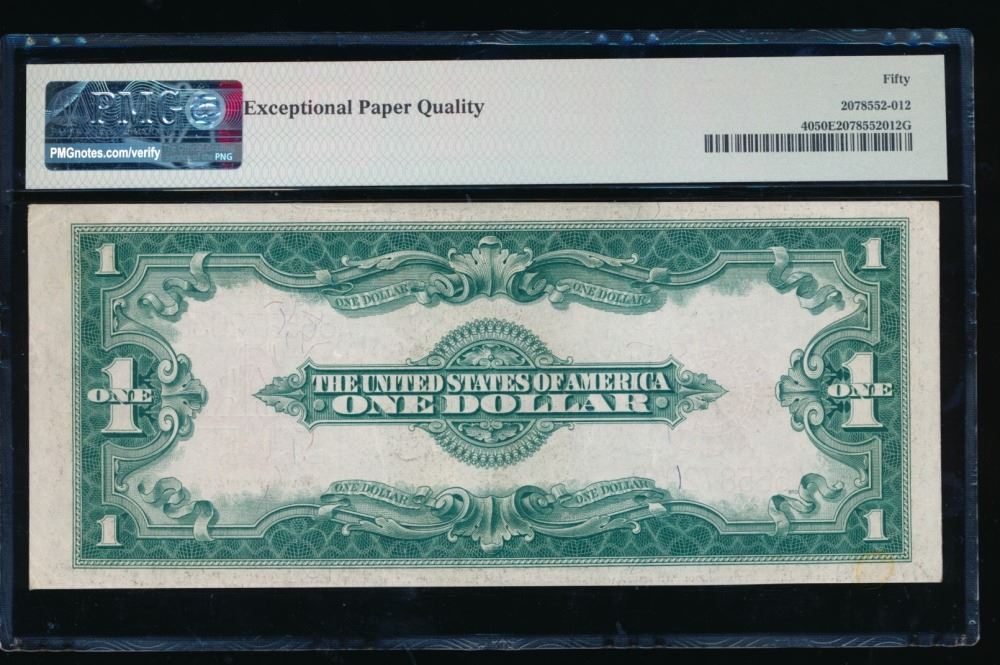 Fifty
PMG
Exceptional Paper Quality
2078552-012
4050E2078552012G
PMGnotes.com/verify
PNG
1
1
ONE DOLLAR
ONE DOLLAR
THE UNITED STATES OF AMERICA
ONE DOLLAR
1 ONE
1 ONE
ONE DOLLAR
ONE DOLLAR
1
1